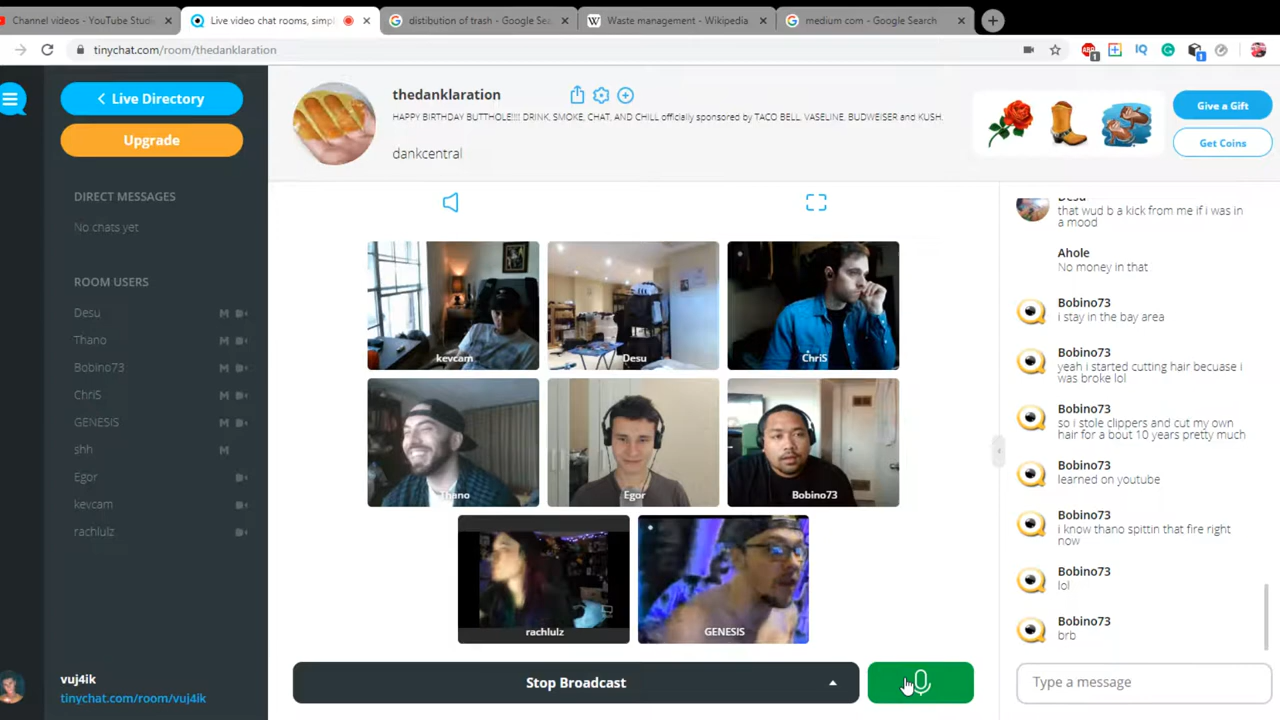 Channel videos - YouTube Stud
Live video chat rooms, simpl
distibution of trash - Google Sea
Waste management - Wikipedia
medium com - Google Search
tinychat.com/room/thedanklaration
ABP
1
IQ
1
Live Directory
Upgrade
DIRECT MESSAGES
No chats yet
ROOM USERS
Desu M
Thano M
Bobino73 M
ChriS M
GENESIS M
shh M
Egor
kevcam
rachlulz
vuj4ik
tinychat.com/room/vuj4ik
thedanklaration
HAPPY BIRTHDAY BUTTHOLE!!!! DRINK, SMOKE, CHAT, AND CHILL officially sponsored by TACO BELL, VASELINE, BUDWEISER and KUSH.
dankcentral
Give a Gift
Get Coins
kevcam
Desu
ChriS
Thano
Egor
Bobino73
rachlulz
GENESIS
Stop Broadcast
Desu
that wud b a kick from me if i was in
a mood
Ahole
No money in that
Bobino73
i stay in the bay area
Bobino73
yeah i started cutting hair becuase i
was broke lol
Bobino73
so i stole clippers and cut my own
hair for a bout 10 years pretty much
Bobino73
learned on youtube
Bobino73
i know thano spittin that fire right
now
Bobino73
lol
Bobino73
brb
Type a message